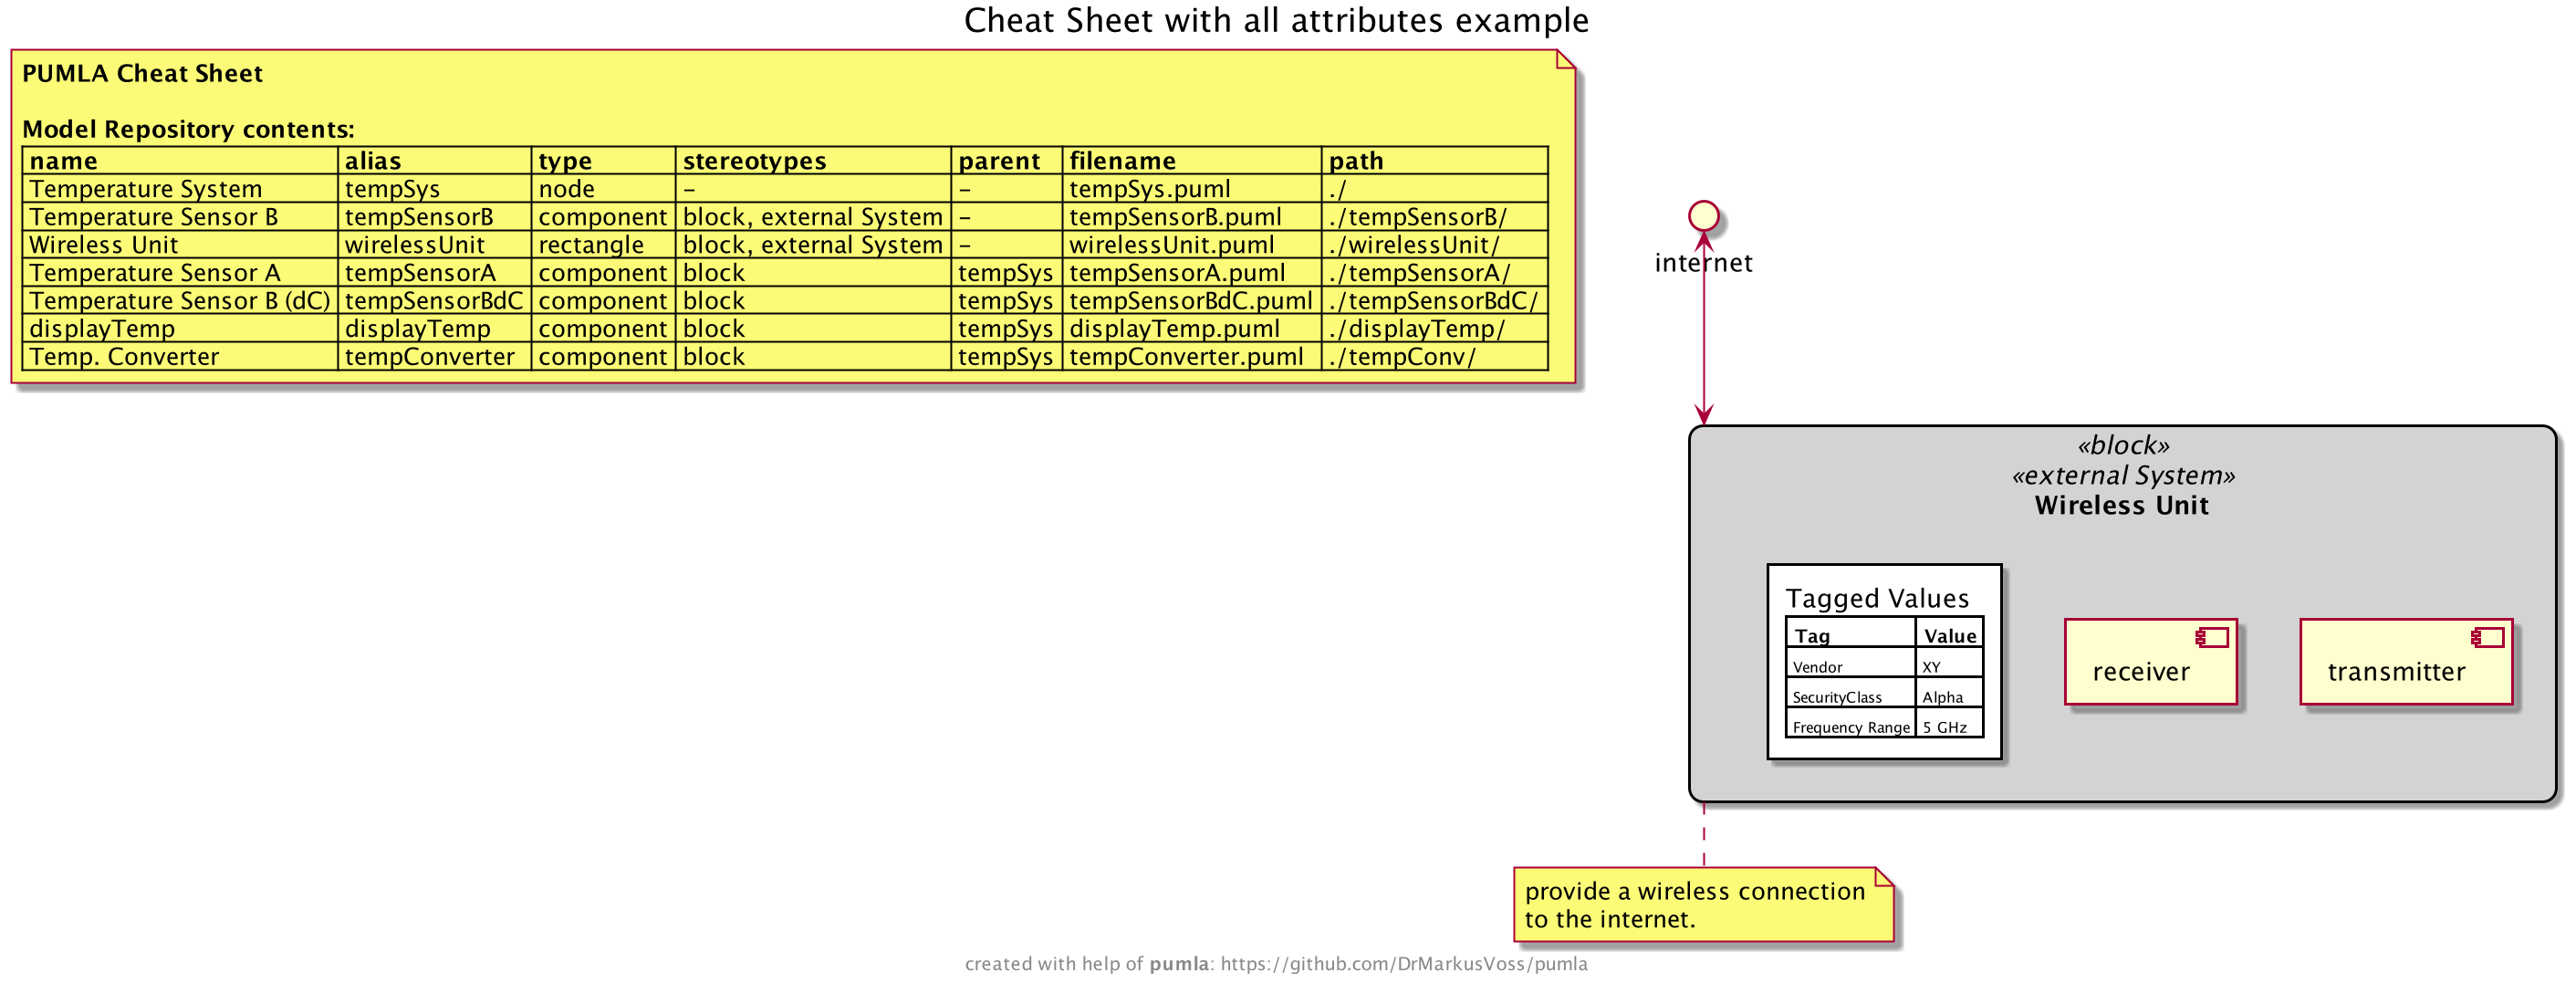 Cheat Sheet with all attributes example
PUMLA Cheat Sheet
Model Repository contents:
name alias type stereotypes parent filename path
Temperature System tempSys node - - tempSys.puml ./
Temperature Sensor B tempSensorB component block, external System - tempSensorB.puml ./tempSensorB/
Wireless Unit wirelessUnit rectangle block, external System - wirelessUnit.puml ./wirelessUnit/
Temperature Sensor A tempSensorA component block tempSys tempSensorA.puml ./tempSensorA/
Temperature Sensor B (dC) tempSensorBdC component block tempSys tempSensorBdC.puml ./tempSensorBdC/
displayTemp displayTemp component block tempSys displayTemp.puml ./displayTemp/
Temp. Converter tempConverter component block tempSys tempConverter.puml ./tempConv/
internet
«block»
«external System»
Wireless Unit
Tagged Values
Tag Value
Vendor XY
SecurityClass Alpha
Frequency Range 5 GHz
receiver
transmitter
provide a wireless connection
to the internet.
created with help of pumla: https://github.com/DrMarkusVoss/pumla